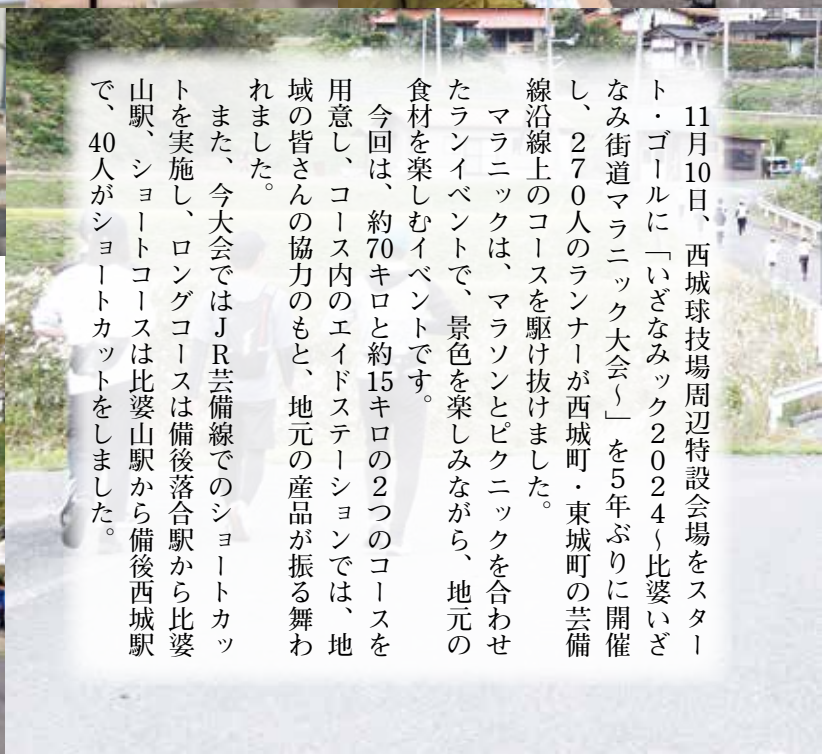 11月10日、西城球技場周辺特設会場をスター
ト・ゴールに「いざなみック2024～比婆いざ
なみ街道マラニック大会～」を5年ぶりに開催
し、270人のランナーが西城町・東城町の芸備
線沿線上のコースを駆け抜けました。
　マラニックは、マラソンとピクニックを合わせ
たランイベントで、景色を楽しみながら、地元の
食材を楽しむイベントです。
　今回は、約70キロと約15キロの2つのコースを
用意し、コース内のエイドステーションでは、地
域の皆さんの協力のもと、地元の産品が振る舞わ
れました。
　また、今大会ではJR芸備線でのショートカッ
トを実施し、ロングコースは備後落合駅から比婆
山駅、ショートコースは比婆山駅から備後西城駅
で、40人がショートカットをしました。